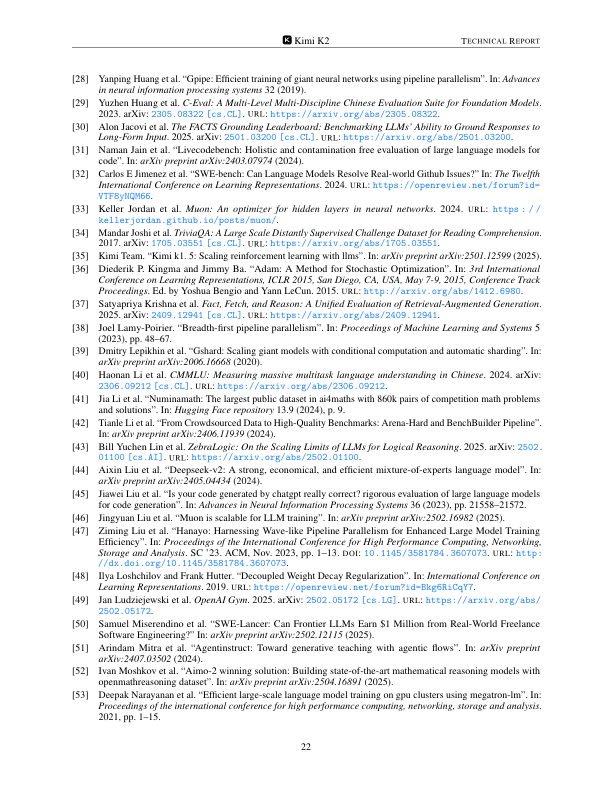 K Kimi K2 TECHNICAL REPORT
[28] Yanping Huang et al. “Gpipe: Efficient training of giant neural networks using pipeline parallelism”. In: Advances
in neural information processing systems 32 (2019).
[29] Yuzhen Huang et al. C-Eval: A Multi-Level Multi-Discipline Chinese Evaluation Suite for Foundation Models.
2023. arXiv: 2305.08322 [cs.CL]. URL: https://arxiv.org/abs/2305.08322.
[30] Alon Jacovi et al. The FACTS Grounding Leaderboard: Benchmarking LLMs’ Ability to Ground Responses to
Long-Form Input. 2025. arXiv: 2501.03200 [cs.CL]. URL: https://arxiv.org/abs/2501.03200.
[31] Naman Jain et al. “Livecodebench: Holistic and contamination free evaluation of large language models for
code”. In: arXiv preprint arXiv:2403.07974 (2024).
[32] Carlos E Jimenez et al. “SWE-bench: Can Language Models Resolve Real-world Github Issues?” In: The Twelfth
International Conference on Learning Representations. 2024. URL: https://openreview.net/forum?id=
VTF8yNQM66.
[33] Keller Jordan et al. Muon: An optimizer for hidden layers in neural networks. 2024. URL: https://
kellerjordan.github.io/posts/muon/.
[34] Mandar Joshi et al. TriviaQA: A Large Scale Distantly Supervised Challenge Dataset for Reading Comprehension.
2017. arXiv: 1705.03551 [cs.CL]. URL: https://arxiv.org/abs/1705.03551.
[35] Kimi Team. “Kimi k1. 5: Scaling reinforcement learning with llms”. In: arXiv preprint arXiv:2501.12599 (2025).
[36] Diederik P. Kingma and Jimmy Ba. “Adam: A Method for Stochastic Optimization”. In: 3rd International
Conference on Learning Representations, ICLR 2015, San Diego, CA, USA, May 7-9, 2015, Conference Track
Proceedings. Ed. by Yoshua Bengio and Yann LeCun. 2015. URL: http://arxiv.org/abs/1412.6980.
[37] Satyapriya Krishna et al. Fact, Fetch, and Reason: A Unified Evaluation of Retrieval-Augmented Generation.
2025. arXiv: 2409.12941 [cs.CL]. URL: https://arxiv.org/abs/2409.12941.
[38] Joel Lamy-Poirier. “Breadth-first pipeline parallelism”. In: Proceedings of Machine Learning and Systems 5
(2023), pp. 48–67.
[39] Dmitry Lepikhin et al. “Gshard: Scaling giant models with conditional computation and automatic sharding”. In:
arXiv preprint arXiv:2006.16668 (2020).
[40] Haonan Li et al. CMMLU: Measuring massive multitask language understanding in Chinese. 2024. arXiv:
2306.09212 [cs.CL]. URL: https://arxiv.org/abs/2306.09212.
[41] Jia Li et al. “Numinamath: The largest public dataset in ai4maths with 860k pairs of competition math problems
and solutions”. In: Hugging Face repository 13.9 (2024), p. 9.
[42] Tianle Li et al. “From Crowdsourced Data to High-Quality Benchmarks: Arena-Hard and BenchBuilder Pipeline”.
In: arXiv preprint arXiv:2406.11939 (2024).
[43] Bill Yuchen Lin et al. ZebraLogic: On the Scaling Limits of LLMs for Logical Reasoning. 2025. arXiv: 2502.
01100 [cs.AI]. URL: https://arxiv.org/abs/2502.01100.
[44] Aixin Liu et al. “Deepseek-v2: A strong, economical, and efficient mixture-of-experts language model”. In:
arXiv preprint arXiv:2405.04434 (2024).
[45] Jiawei Liu et al. “Is your code generated by chatgpt really correct? rigorous evaluation of large language models
for code generation”. In: Advances in Neural Information Processing Systems 36 (2023), pp. 21558–21572.
[46] Jingyuan Liu et al. “Muon is scalable for LLM training”. In: arXiv preprint arXiv:2502.16982 (2025).
[47] Ziming Liu et al. “Hanayo: Harnessing Wave-like Pipeline Parallelism for Enhanced Large Model Training
Efficiency”. In: Proceedings of the International Conference for High Performance Computing, Networking,
Storage and Analysis. SC ’23. ACM, Nov. 2023, pp. 1–13. DOI: 10.1145/3581784.3607073. URL: http:
//dx.doi.org/10.1145/3581784.3607073.
[48] Ilya Loshchilov and Frank Hutter. “Decoupled Weight Decay Regularization”. In: International Conference on
Learning Representations. 2019. URL: https://openreview.net/forum?id=Bkg6RiCqY7.
[49] Jan Ludziejewski et al. OpenAI Gym. 2025. arXiv: 2502.05172 [cs.LG]. URL: https://arxiv.org/abs/
2502.05172.
[50] Samuel Miserendino et al. “SWE-Lancer: Can Frontier LLMs Earn $1 Million from Real-World Freelance
Software Engineering?” In: arXiv preprint arXiv:2502.12115 (2025).
[51] Arindam Mitra et al. “Agentinstruct: Toward generative teaching with agentic flows”. In: arXiv preprint
arXiv:2407.03502 (2024).
[52] Ivan Moshkov et al. “Aimo-2 winning solution: Building state-of-the-art mathematical reasoning models with
openmathreasoning dataset”. In: arXiv preprint arXiv:2504.16891 (2025).
[53] Deepak Narayanan et al. “Efficient large-scale language model training on gpu clusters using megatron-lm”. In:
Proceedings of the international conference for high performance computing, networking, storage and analysis.
2021, pp. 1–15.
22